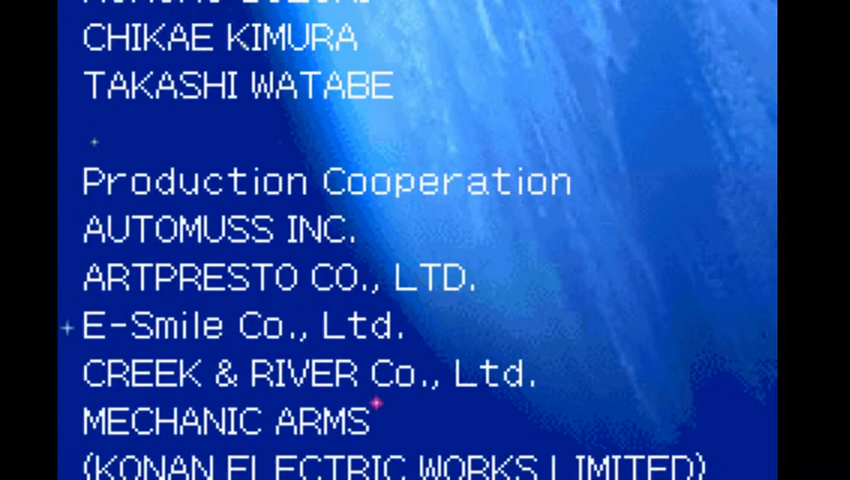 CHIKAE KIMURA
TAKASHI WATABE
Production Cooperation
AUTOMUSS INC.
ARTPRESTO CO., LTD.
E-Smile Co., Ltd.
CREEK & RIVER Co., Ltd.
MECHANIC ARMS
(KONAN ELECTRIC WORKS LIMITED)